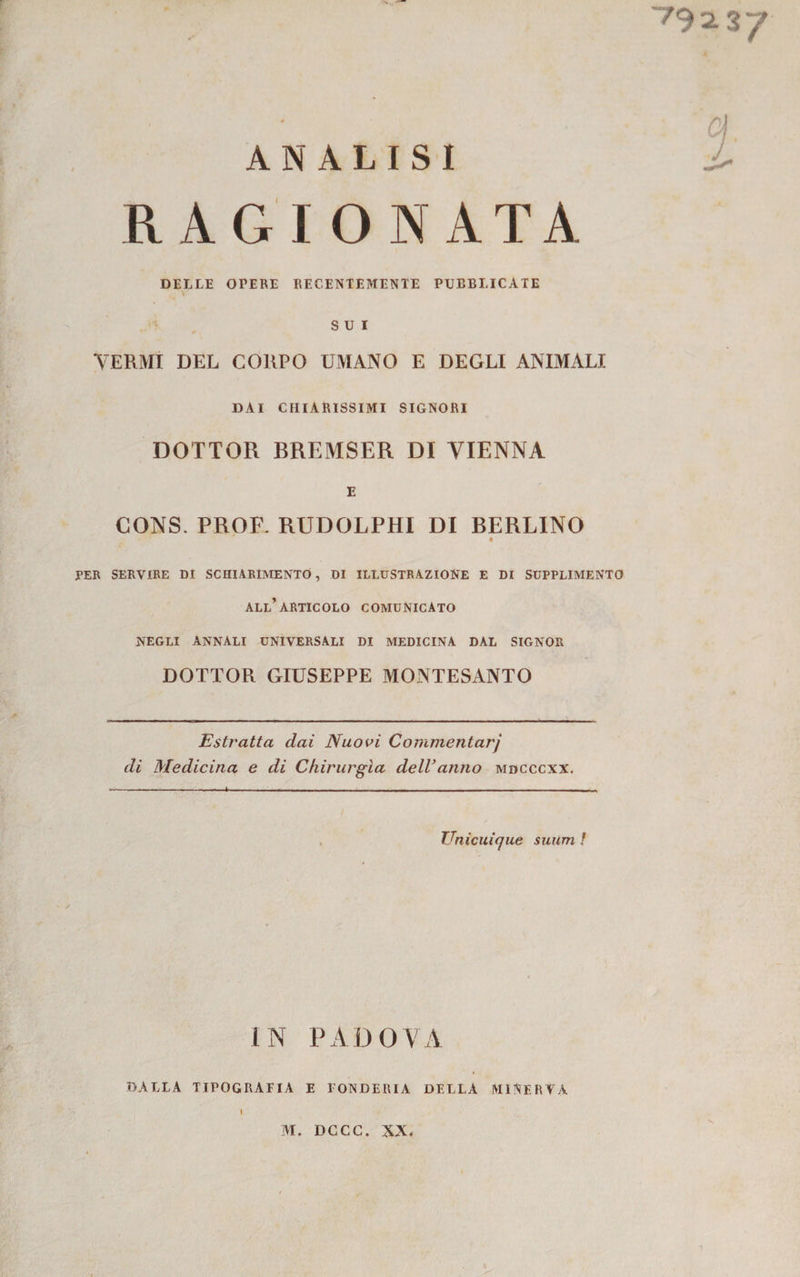 79237
ANALISI
RAGIONATA
DELLE OPERE RECENTEMENTE PUBBLICATE
SUI
VERMI DEL CORPO UMANO E DEGLI ANIMALI
DAI CHIARISSIMI SIGNORI
DOTTOR BREMSER DI VIENNA
E
CONS. PROF. RUDOLPHI DI BERLINO
PER SERVIRE DI SCHIARIMENTO, DI ILLUSTRAZIONE E DI SUPPLIMENTO
ALL'ARTICOLO COMUNICATO
NEGLI ANNALI UNIVERSALI DI MEDICINA DAL SIGNOR
DOTTOR GIUSEPPE MONTESANTO
Estratta dai Nuovi Commentarj
di Medicina e di Chirurgìa dell'anno MDCCCXX.
Unicuique suum!
IN PADOVA
DALLA TIPOGRAFIA E FONDERIA DELLA MINERVA
M. DCCC. XX.